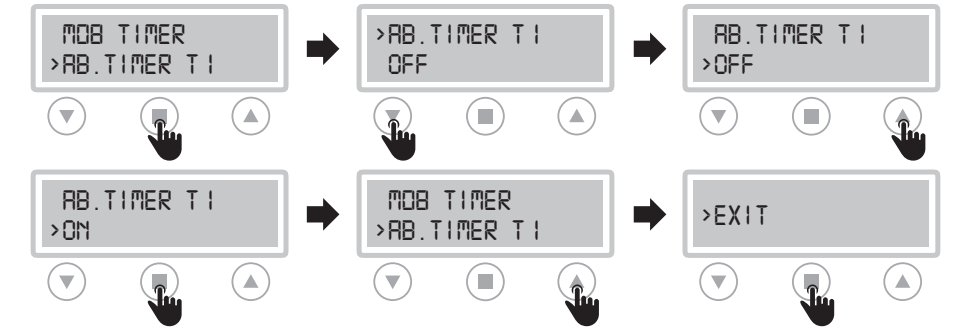 MOB TIMER
>AB.TIMER T1
>AB.TIMER T1
OFF
AB.TIMER T1
>OFF
AB.TIMER T1
>ON
MOB TIMER
>AB.TIMER T1
>EXIT